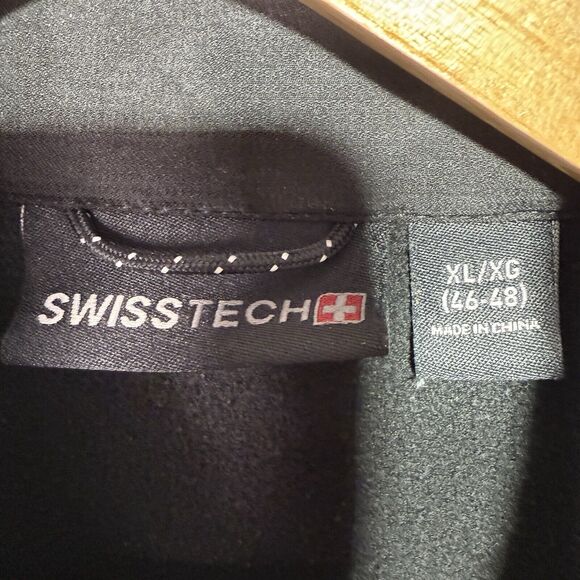 SWISSTECH
XL/XG
(46-48)
MADE IN CHINA